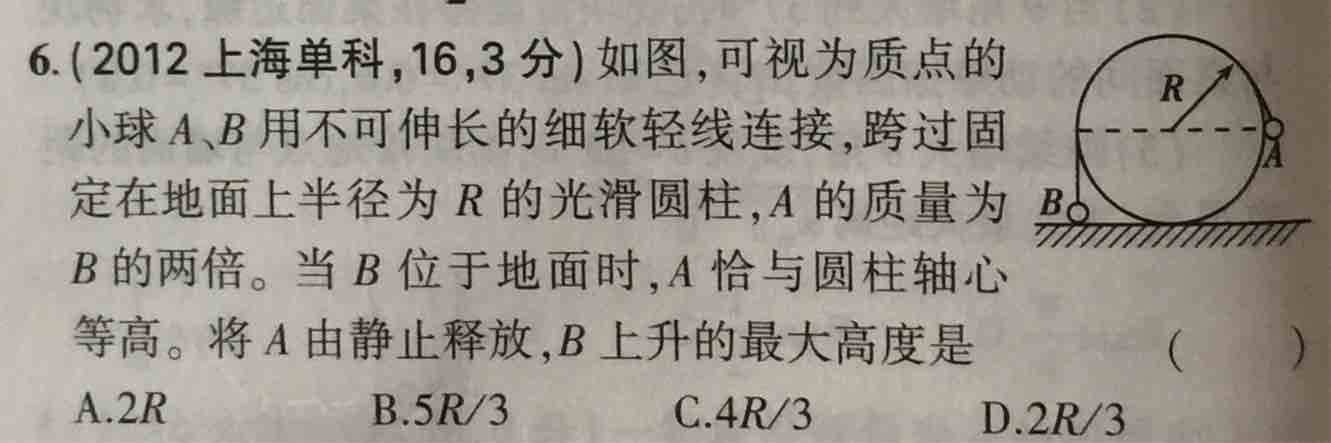 6.(2012 上海单科,16,3 分)如图,可视为质点的
小球 A、B 用不可伸长的细软轻线连接,跨过固
定在地面上半径为 R 的光滑圆柱,A 的质量为
B 的两倍。当 B 位于地面时,A 恰与圆柱轴心
等高。将 A 由静止释放,B 上升的最大高度是 ( )
A.2R B.5R/3 C.4R/3 D.2R/3
R
A
B